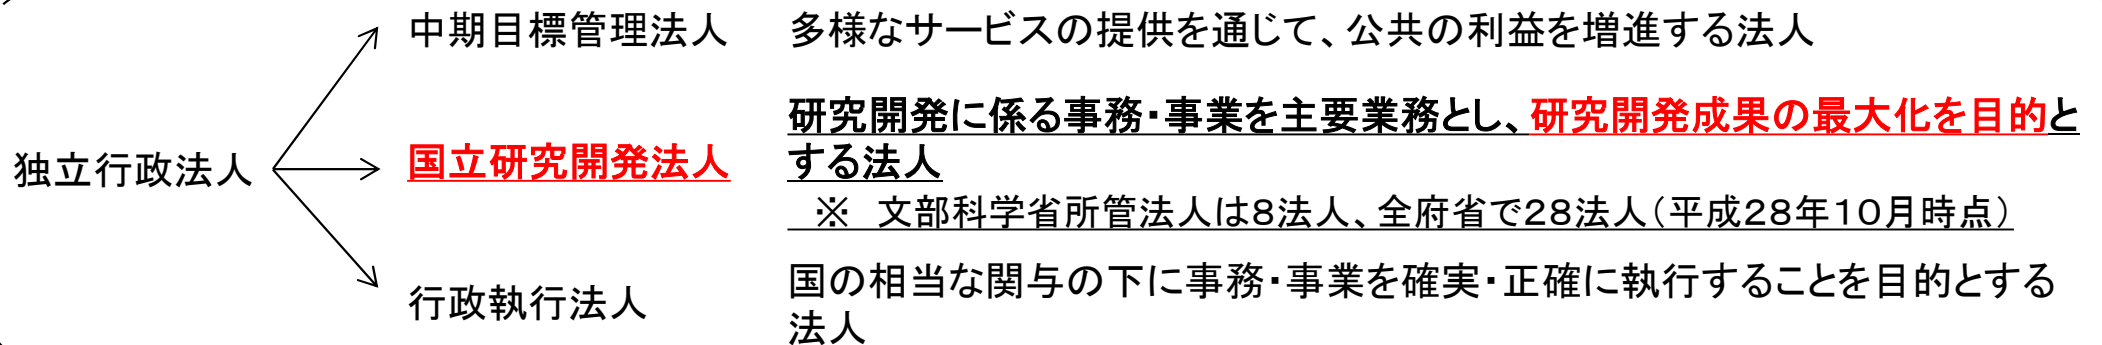 中期目標管理法人 多様なサービスの提供を通じて、公共の利益を増進する法人
独立行政法人
国立研究開発法人
研究開発に係る事務・事業を主要業務とし、研究開発成果の最大化を目的と
する法人
※ 文部科学省所管法人は8法人、全府省で28法人(平成28年10月時点)
行政執行法人
国の相当な関与の下に事務・事業を確実・正確に執行することを目的とする
法人